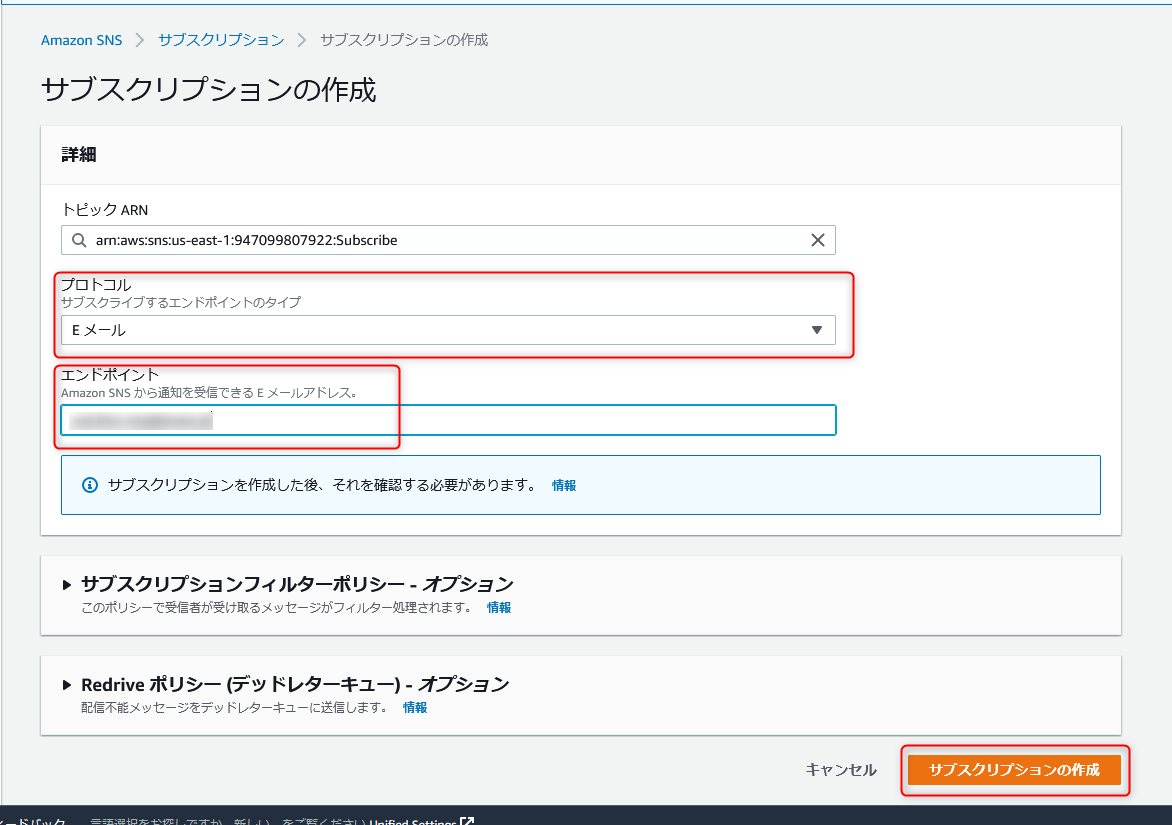 Amazon SNS > サブスクリプション > サブスクリプションの作成
サブスクリプションの作成
詳細
トピック ARN
arn:aws:sns:us-east-1:947099807922:Subscribe
プロトコル
サブスクライブするエンドポイントのタイプ
E メール
エンドポイント
Amazon SNS から通知を受信できる E メールアドレス。
サブスクリプションを作成した後、それを確認する必要があります。 情報
サブスクリプションフィルターポリシー - オプション
このポリシーで受信者が受け取るメッセージがフィルター処理されます。 情報
Redrive ポリシー (デッドレターキュー) - オプション
配信不能メッセージをデッドレターキューに送信します。 情報
キャンセル サブスクリプションの作成
ィードバック 言語選択をお探しですか。新しい をご覧ください Unified Settings